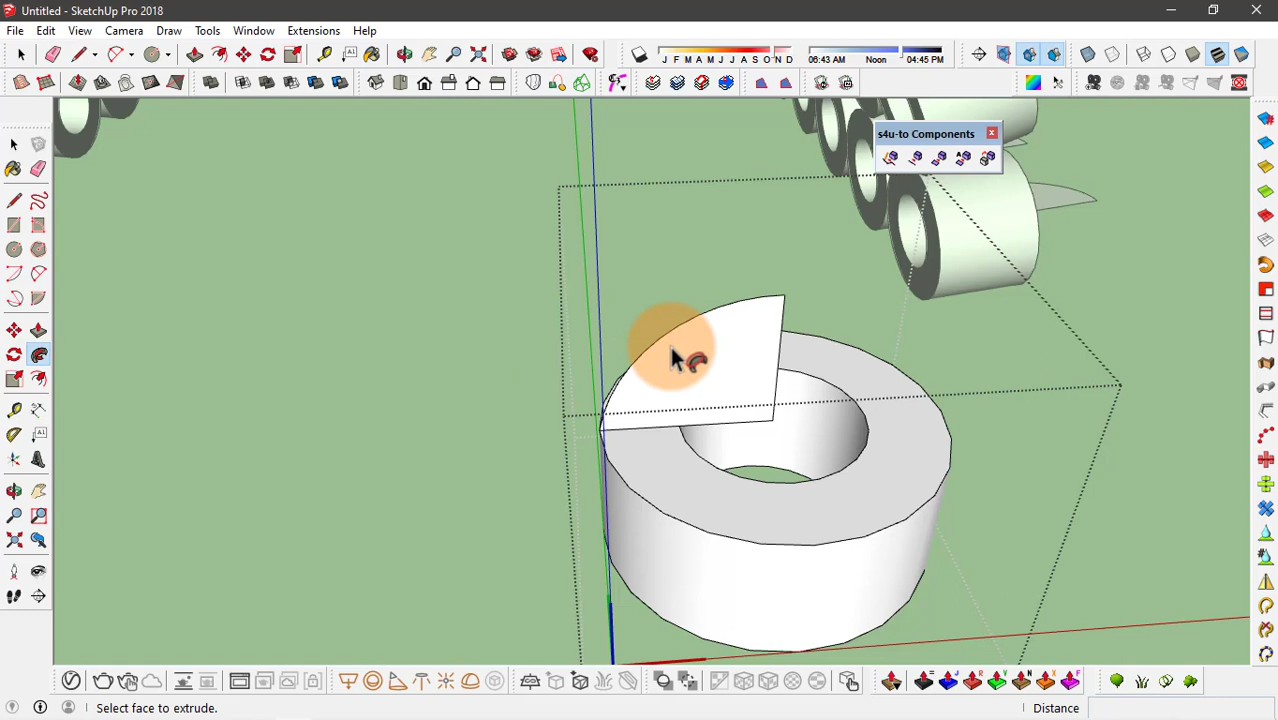 Untitled - SketchUp Pro 2018
File Edit View Camera Draw Tools Window Extensions Help
J F M A M J J A S O N D 06:43 AM Noon 04:45 PM
s4u-to Components
Select face to extrude. Distance